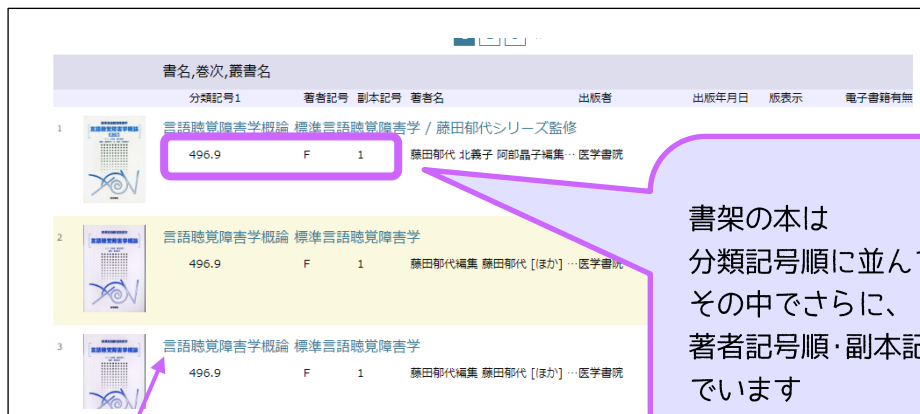 書名,巻次,叢書名
分類記号1 著者記号 副本記号 著者名 出版者 出版年月日 版表示 電子書籍有無
1
言語聴覚障害学概論 標準言語聴覚障害学 / 藤田郁代シリーズ監修
496.9 F 1 藤田郁代 北義子 阿部晶子編集… 医学書院
2
言語聴覚障害学概論 標準言語聴覚障害学
496.9 F 1 藤田郁代編集 藤田郁代 [ほか] …医学書院
3
言語聴覚障害学概論 標準言語聴覚障害学
496.9 F 1 藤田郁代編集 藤田郁代 [ほか] …医学書院
書架の本は
分類記号順に並んで
その中でさらに、
著者記号順・副本記
でいます